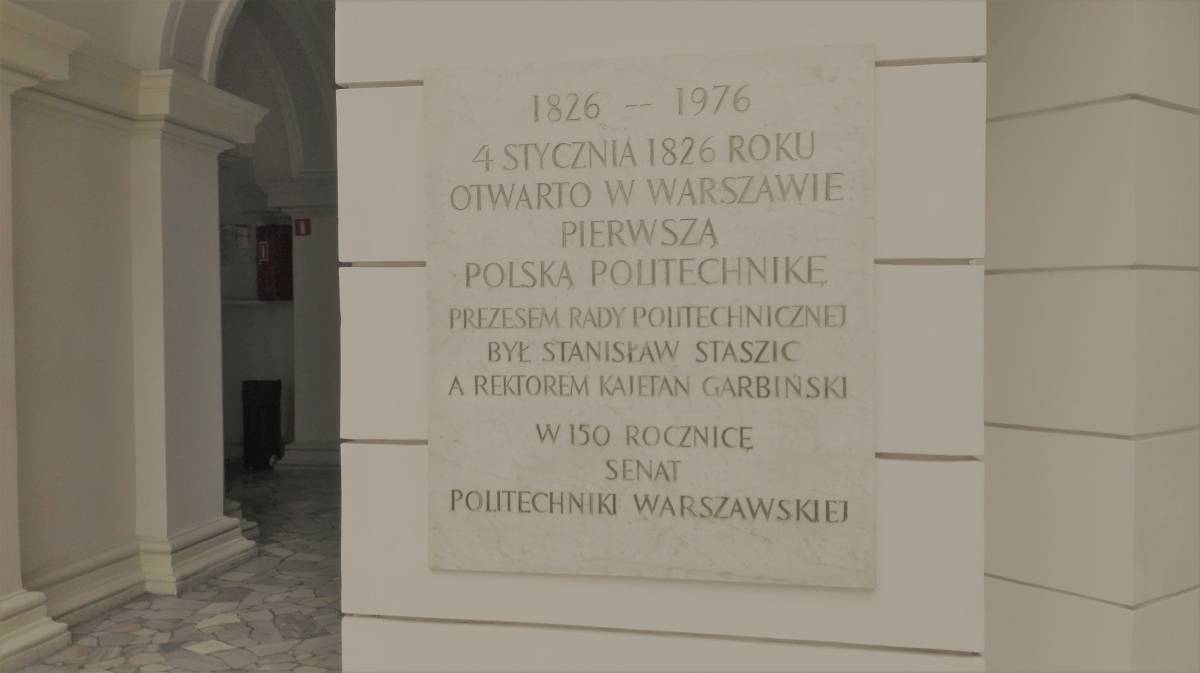 1826 -- 1976
4 STYCZNIA 1826 ROKU
OTWARTO W WARSZAWIE
PIERWSZĄ
POLSKĄ POLITECHNIKĘ
PREZESEM RADY POLITECHNICZNEJ
BYŁ STANISŁAW STASZIC
A REKTOREM KAJETAN GARBIŃSKI
W 150 ROCZNICĘ
SENAT
POLITECHNIKI WARSZAWSKIEJ